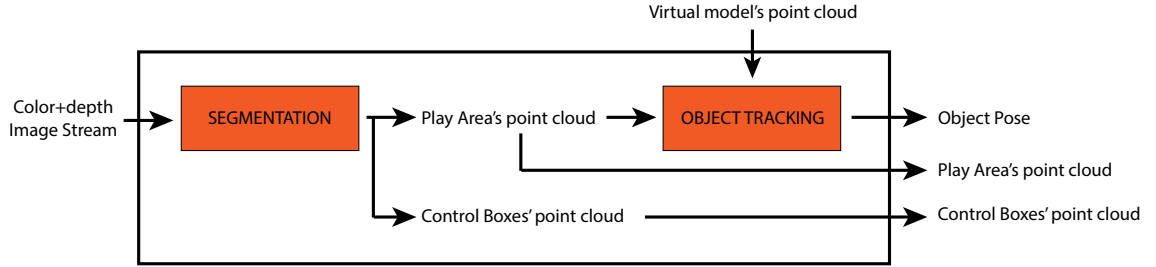 Virtual model's point cloud
Color+depth
Image Stream
SEGMENTATION
Play Area's point cloud
OBJECT TRACKING
Object Pose
Play Area's point cloud
Control Boxes' point cloud
Control Boxes' point cloud